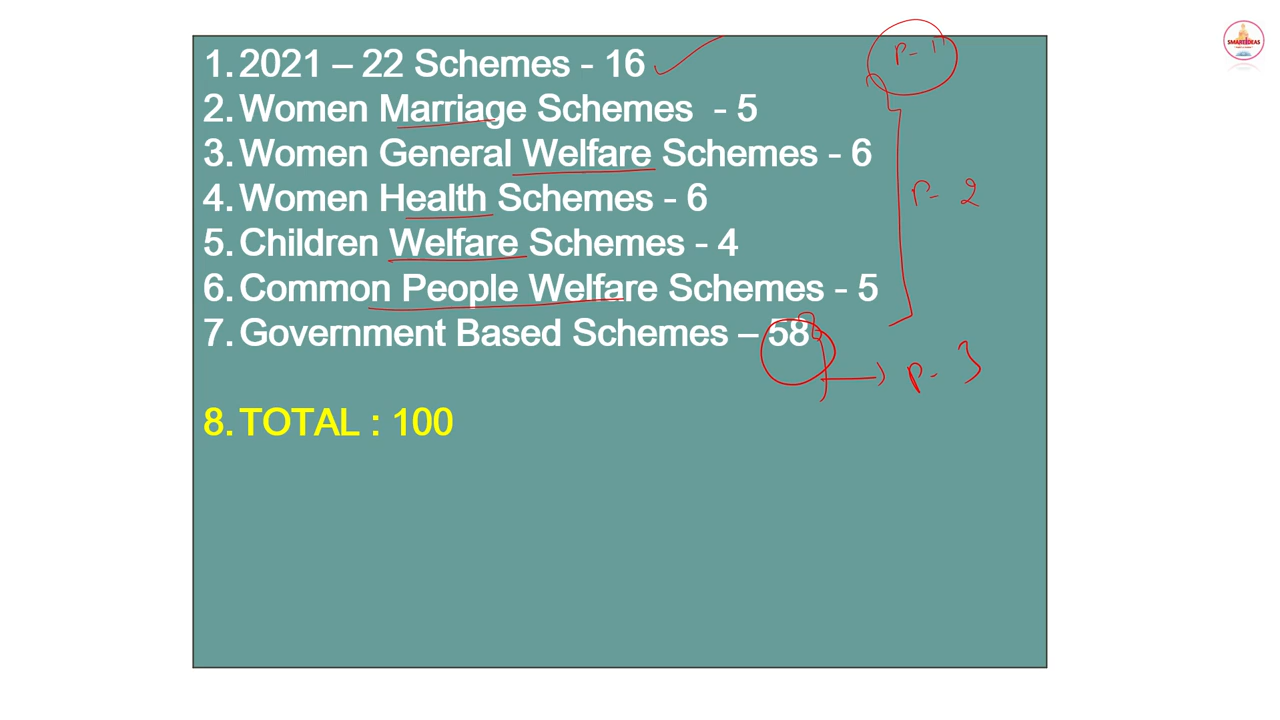 1. 2021 – 22 Schemes - 16
P- 1
2. Women Marriage Schemes - 5
3. Women General Welfare Schemes - 6
4. Women Health Schemes - 6
P- 2
5. Children Welfare Schemes - 4
6. Common People Welfare Schemes - 5
7. Government Based Schemes – 58
P- 3
8. TOTAL : 100
SMART IDEAS